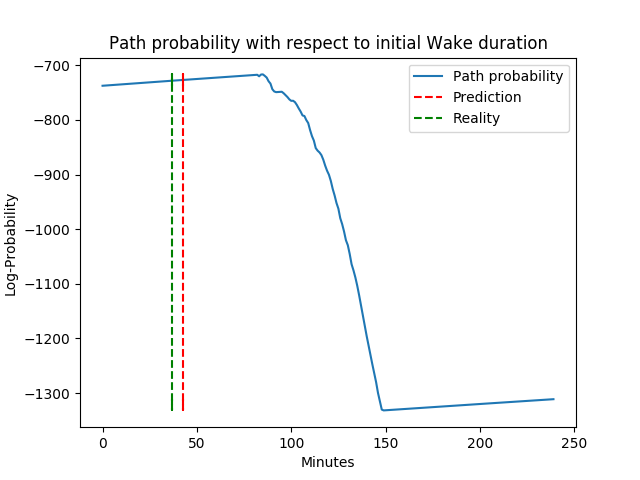 Path probability with respect to initial Wake duration
Path probability
Prediction
Reality
Log-Probability
−700
−800
−900
−1000
−1100
−1200
−1300
0 50 100 150 200 250
Minutes